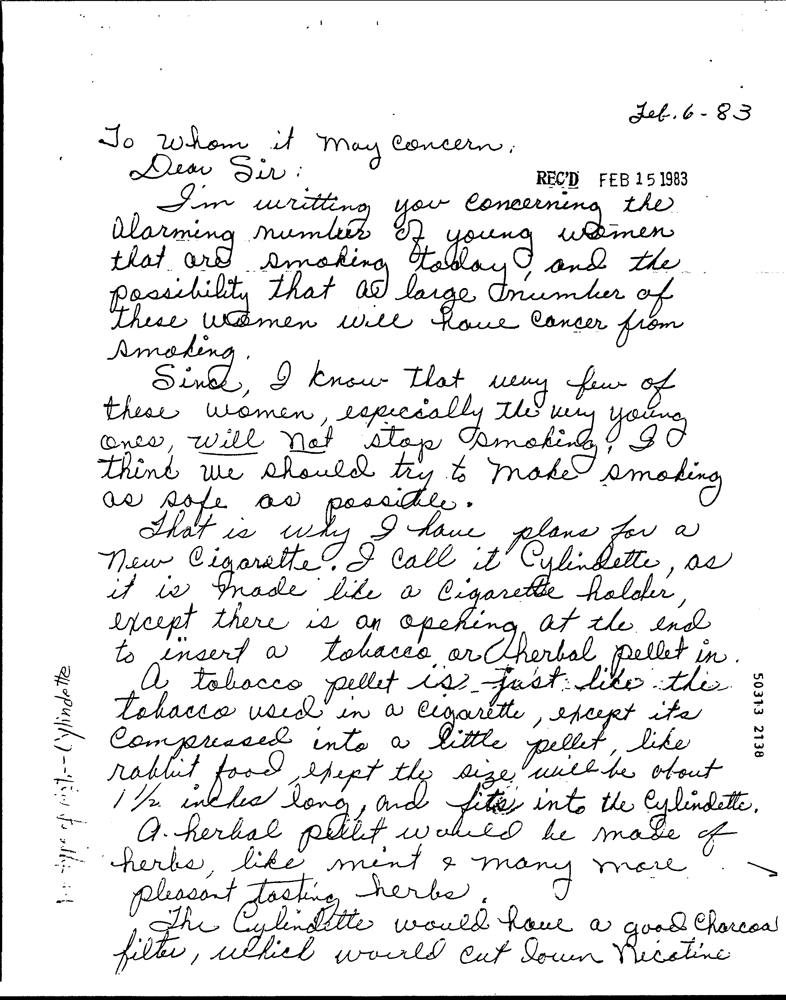 Feb. 6 - 83
To Whom it May Concern;
Dear Sir:
REC'D FEB 15 1983
I'm writting you concerning the
alarming number of young women
that are smoking today, and the
possibility that a large number of
these women will have cancer from
smoking.
Since, I know that very few of
these women, especially the very young
ones, will not stop smoking, I
think we should try to make smoking
as safe as possible.
That is why I have plans for a
new Cigarette. I call it Cylindette, as
it is made like a Cigarette holder,
except there is an opening at the end
to insert a tobacco or herbal pellet in.
A tobacco pellet is just like the
tobacco used in a cigarette, except its
compressed into a little pellet, like
rabbit food, exept the size will be about
1 1/2 inches long, and fits into the Cylindette.
A herbal pellet would be made of
herbs, like mint & many more
pleasant tasting herbs.
The Cylindette would have a good Charcoal
filter, which would cut down Nicotine
50313 2138
Cylindette